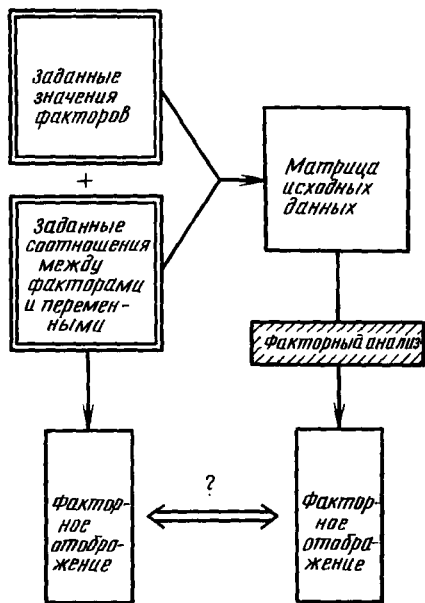 Заданные
значения
факторов
+
Заданные
соотношения
между
факторами
и перемен-
ными
Матрица
исходных
данных
Факторный анализ
Фактор-
ное
отобра-
жение
?
Фактор-
ное
отобра-
жение